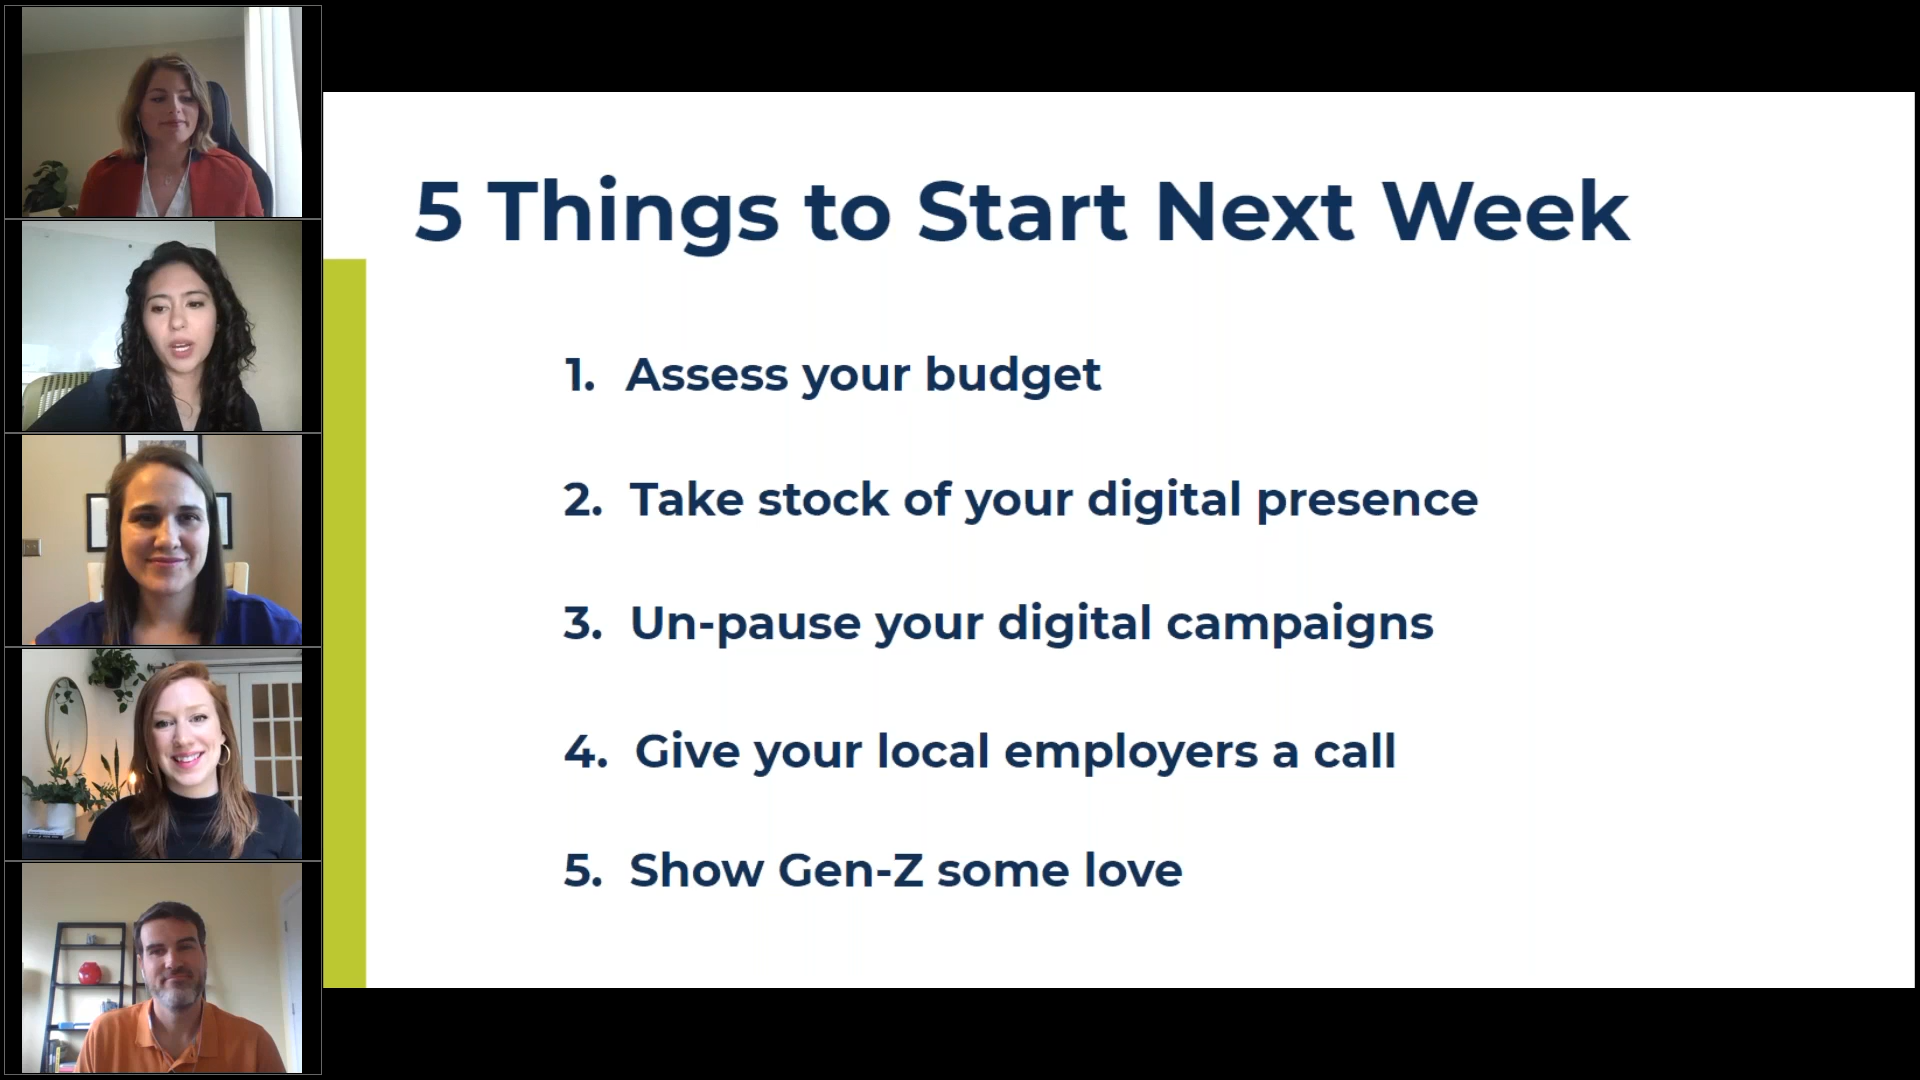 5 Things to Start Next Week
1. Assess your budget
2. Take stock of your digital presence
3. Un-pause your digital campaigns
4. Give your local employers a call
5. Show Gen-Z some love